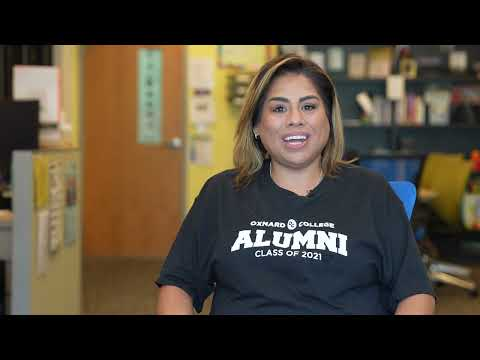 OXNARD COLLEGE
ALUMNI
CLASS OF 2021